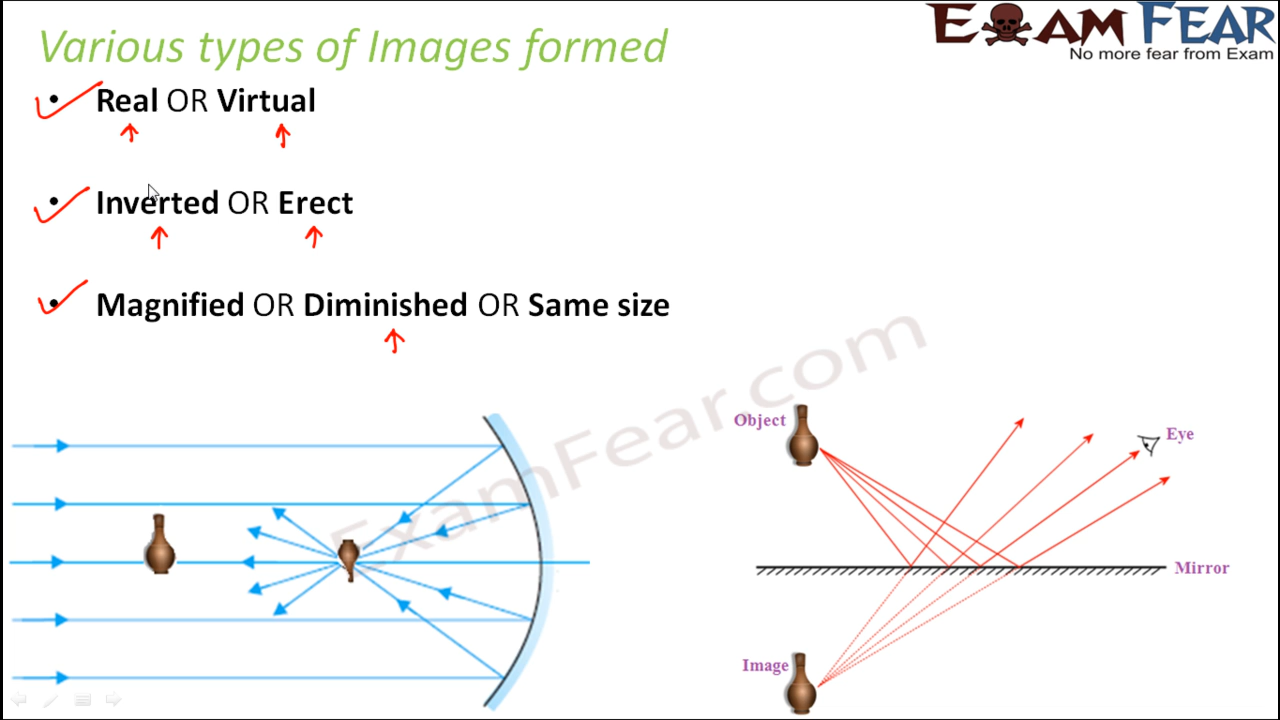 Various types of Images formed
EXAM FEAR
No more fear from Exam
• Real OR Virtual
• Inverted OR Erect
• Magnified OR Diminished OR Same size
ExamFear.com
Object
Eye
Mirror
Image